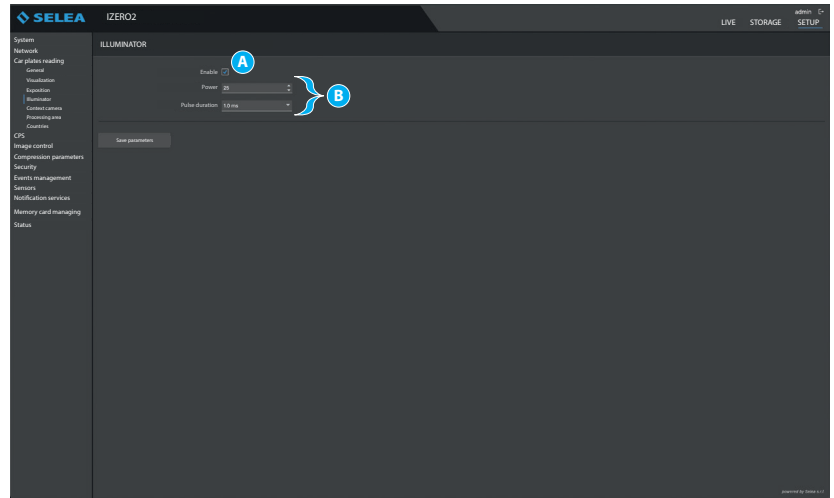 SELEA
IZERO2
admin
LIVE STORAGE SETUP
System
Network
Car plates reading
General
Visualization
Exposition
Illuminator
Context camera
Processing area
Countries
CPS
Image control
Compression parameters
Security
Events management
Sensors
Notification services
Memory card managing
Status
ILLUMINATOR
Enable
A
Power 25
B
Pulse duration 1,0 ms
Save parameters
powered by Selea s.r.l